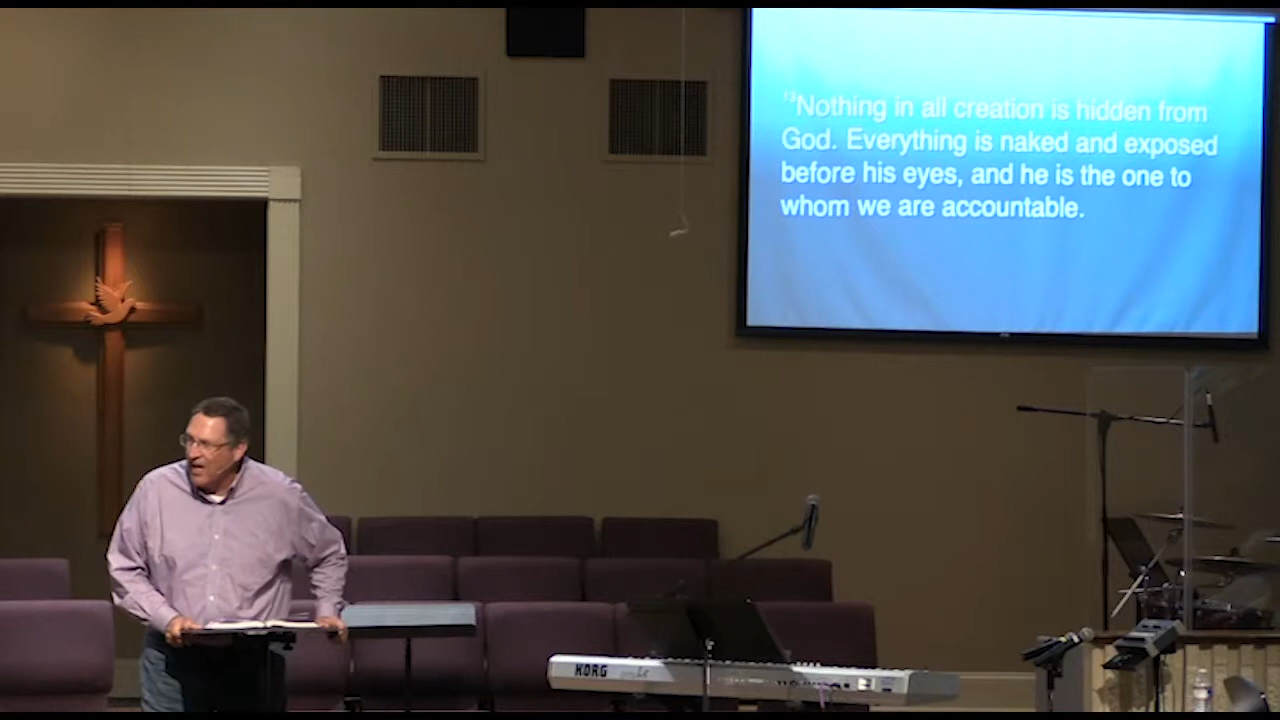 ¹³Nothing in all creation is hidden from
God. Everything is naked and exposed
before his eyes, and he is the one to
whom we are accountable.
KORG